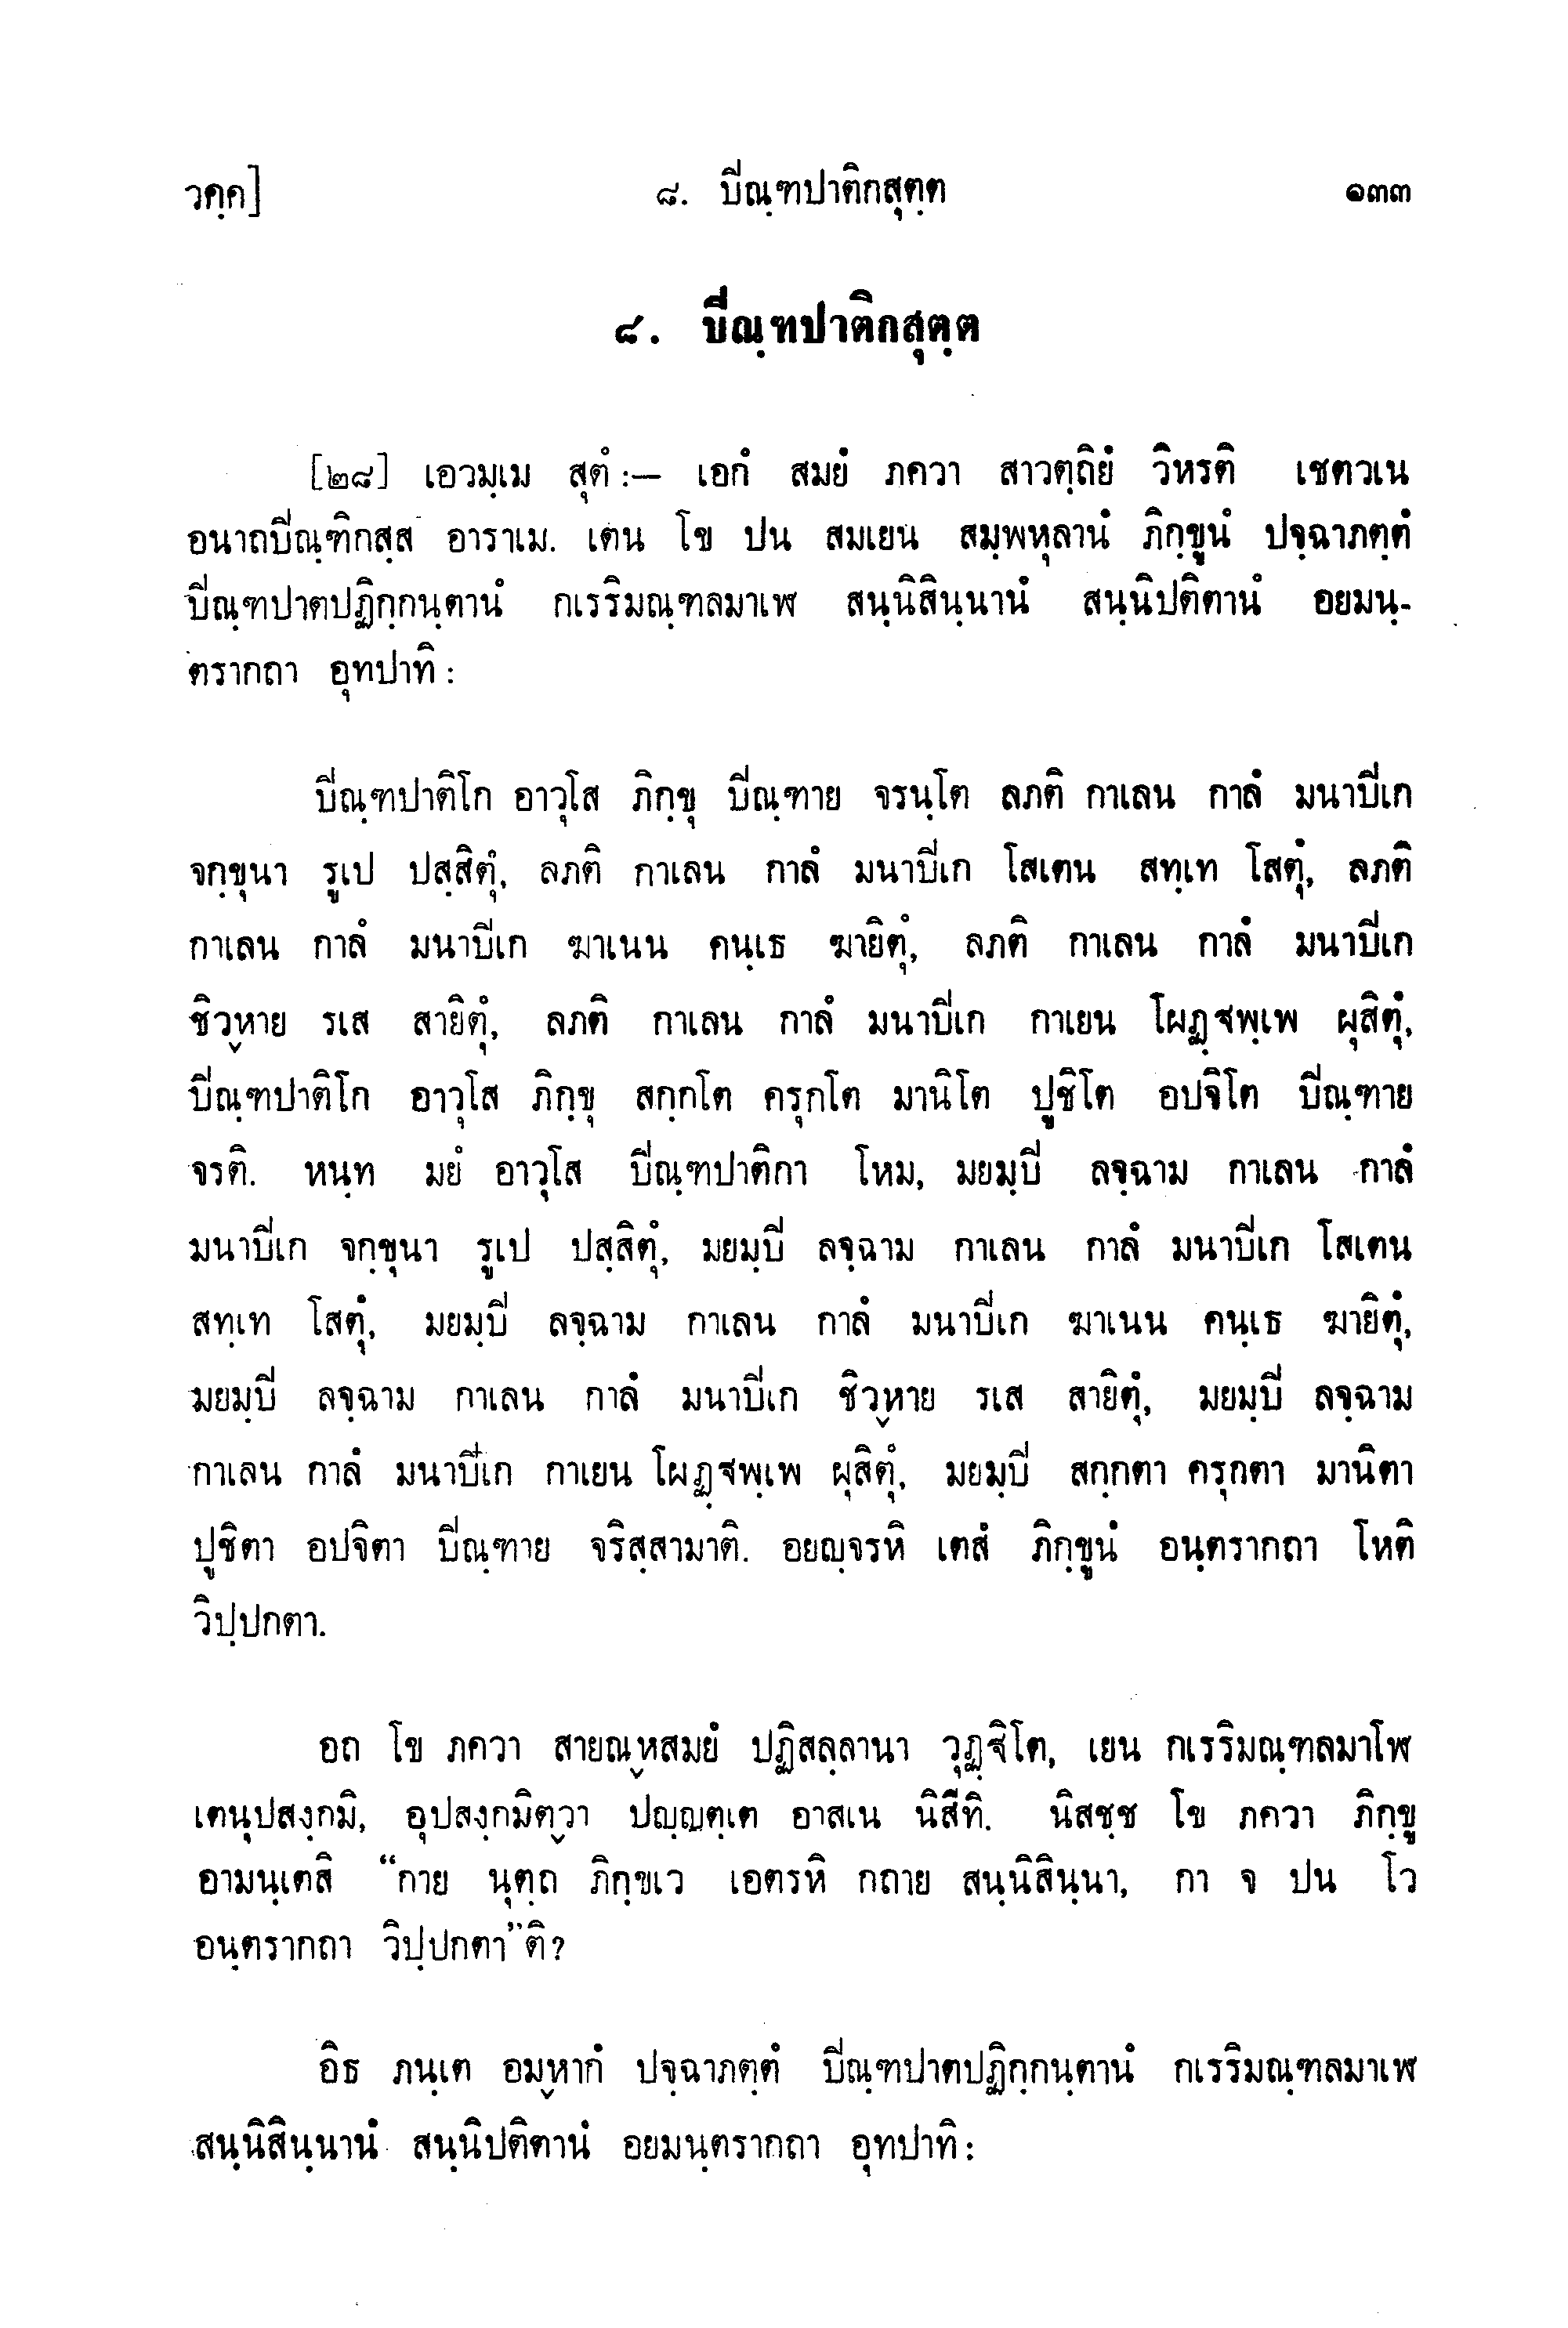 วคฺค] ๘. ปิณฺฑปาติกสุตฺต ๑๓๓
๘. ปิณฺฑปาติกสุตฺต
[๒๘] เอวมฺเม สุตํ :— เอกํ สมยํ ภควา สาวตฺถิยํ วิหรติ เชตวเน
อนาถปิณฺฑิกสฺส อาราเม. เตน โข ปน สมเยน สมฺพหุลานํ ภิกฺขูนํ ปจฺฉาภตฺตํ
ปิณฺฑปาตปฏิกฺกนฺตานํ กเรริมณฺฑลมาเฬ สนฺนิสินฺนานํ สนฺนิปติตานํ อยมนฺ-
ตรากถา อุทปาทิ :
ปิณฺฑปาติโก อาวุโส ภิกฺขุ ปิณฺฑาย จรนฺโต ลภติ กาเลน กาลํ มนาปิเก
จกฺขุนา รูเป ปสฺสิตุํ, ลภติ กาเลน กาลํ มนาปิเก โสเตน สทฺเท โสตุํ, ลภติ
กาเลน กาลํ มนาปิเก ฆาเนน คนฺเธ ฆายิตุํ, ลภติ กาเลน กาลํ มนาปิเก
ชิวฺหาย รเส สายิตุํ, ลภติ กาเลน กาลํ มนาปิเก กาเยน โผฏฺฐพฺเพ ผุสิตุํ,
ปิณฺฑปาติโก อาวุโส ภิกฺขุ สกฺกโต ครุกโต มานิโต ปูชิโต อปจิโต ปิณฺฑาย
จรติ. หนฺท มยํ อาวุโส ปิณฺฑปาติกา โหม, มยมฺปิ ลจฺฉาม กาเลน กาลํ
มนาปิเก จกฺขุนา รูเป ปสฺสิตุํ, มยมฺปิ ลจฺฉาม กาเลน กาลํ มนาปิเก โสเตน
สทฺเท โสตุํ, มยมฺปิ ลจฺฉาม กาเลน กาลํ มนาปิเก ฆาเนน คนฺเธ ฆายิตุํ,
มยมฺปิ ลจฺฉาม กาเลน กาลํ มนาปิเก ชิวฺหาย รเส สายิตุํ, มยมฺปิ ลจฺฉาม
กาเลน กาลํ มนาปิเก กาเยน โผฏฺฐพฺเพ ผุสิตุํ, มยมฺปิ สกฺกตา ครุกตา มานิตา
ปูชิตา อปจิตา ปิณฺฑาย จริสฺสามาติ. อยญฺจรหิ เตสํ ภิกฺขูนํ อนฺตรากถา โหติ
วิปฺปกตา.
อถ โข ภควา สายณฺหสมยํ ปฏิสลฺลานา วุฏฺฐิโต, เยน กเรริมณฺฑลมาโฬ
เตนุปสงฺกมิ, อุปสงฺกมิตฺวา ปญฺญตฺเต อาสเน นิสีทิ. นิสชฺช โข ภควา ภิกฺขู
อามนฺเตสิ “กาย นุตฺถ ภิกฺขเว เอตรหิ กถาย สนฺนิสินฺนา, กา จ ปน โว
อนฺตรากถา วิปฺปกตา”ติ?
อิธ ภนฺเต อมฺหากํ ปจฺฉาภตฺตํ ปิณฺฑปาตปฏิกฺกนฺตานํ กเรริมณฺฑลมาเฬ
สนฺนิสินฺนานํ สนฺนิปติตานํ อยมนฺตรากถา อุทปาทิ :